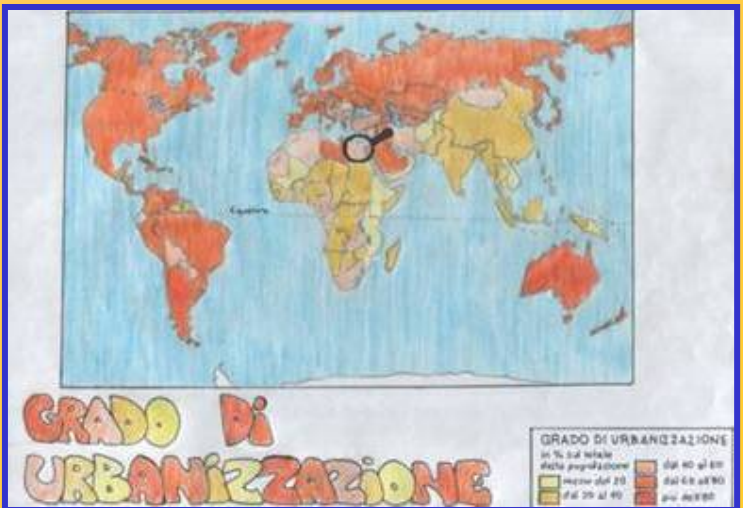 Equatore
GRADO Di
URBANiZZAZiONE
GRADO DI URBANIZZAZIONE
in % sul totale
della popolazione
meno del 20
dal 20 al 40
dal 40 al 60
dal 60 all'80
più dell'80